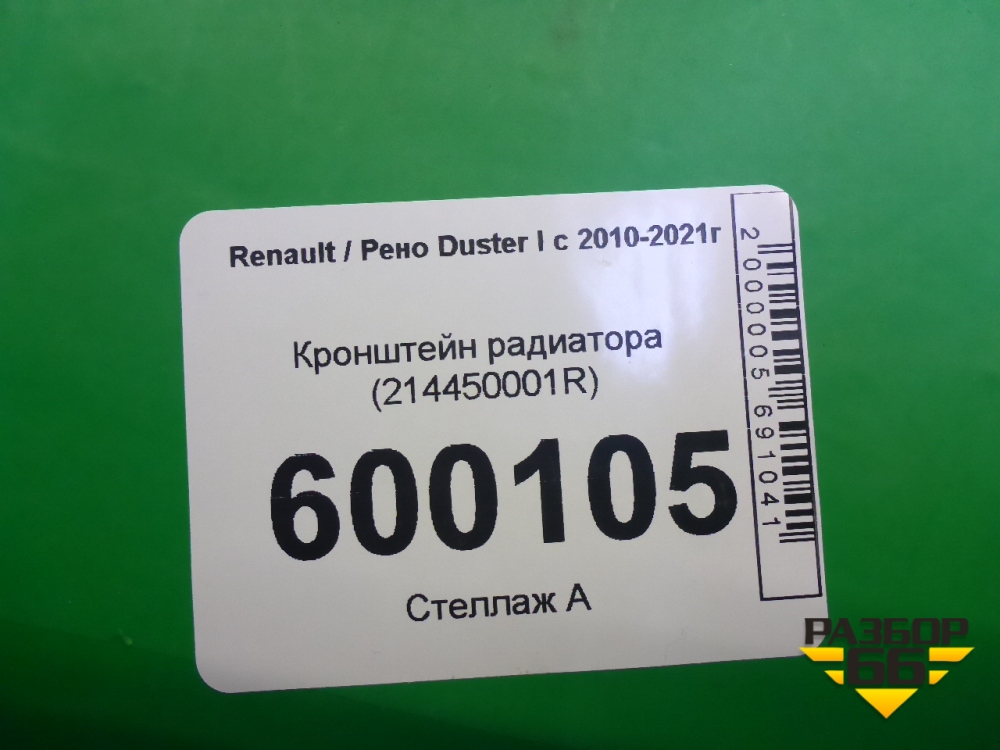 Renault / Рено Duster I с 2010-2021г
Кронштейн радиатора
(214450001R)
600105
Стеллаж А
2000005691041
РАЗБОР
66